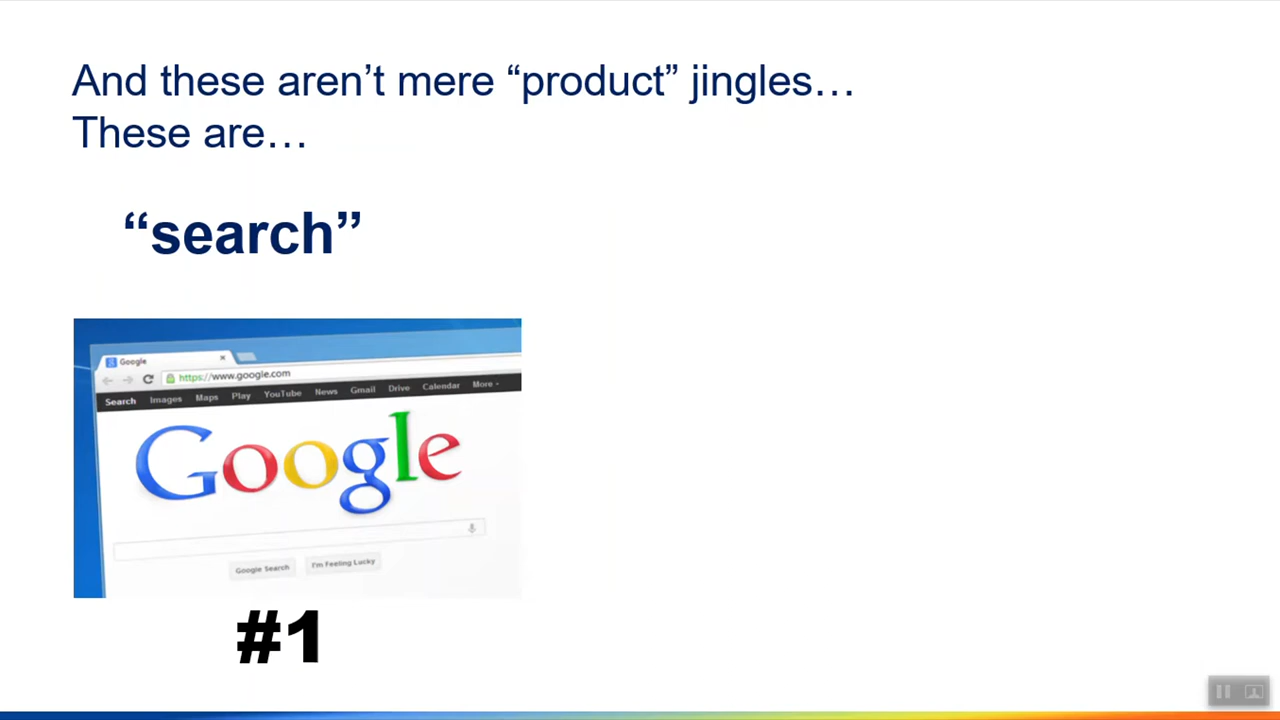 And these aren’t mere “product” jingles…
These are…
“search”
Google
https://www.google.com
Search Images Maps Play YouTube News Gmail Drive Calendar More
Google
Google Search I'm Feeling Lucky
#1